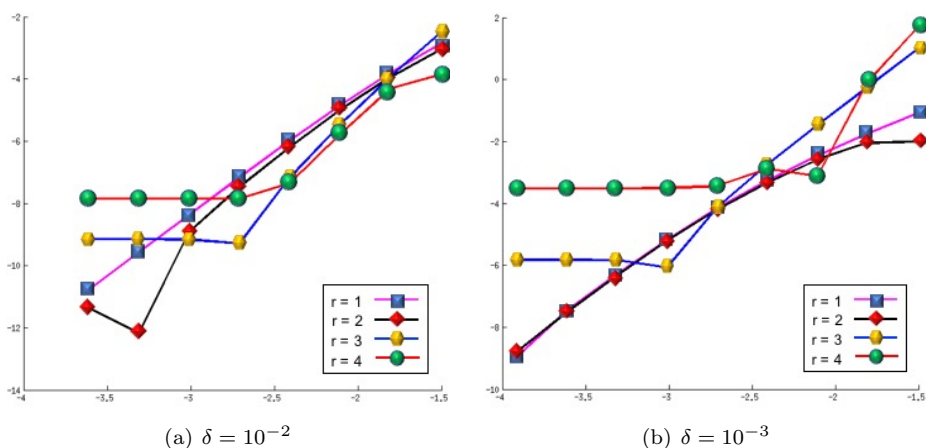 -2
-4
-6
-8
-10
-12
-14
-4
-3.5
-3
-2.5
-2
-1.5
r = 1
r = 2
r = 3
r = 4
(a) δ = 10⁻²
2
0
-2
-4
-6
-8
-10
-4
-3.5
-3
-2.5
-2
-1.5
r = 1
r = 2
r = 3
r = 4
(b) δ = 10⁻³